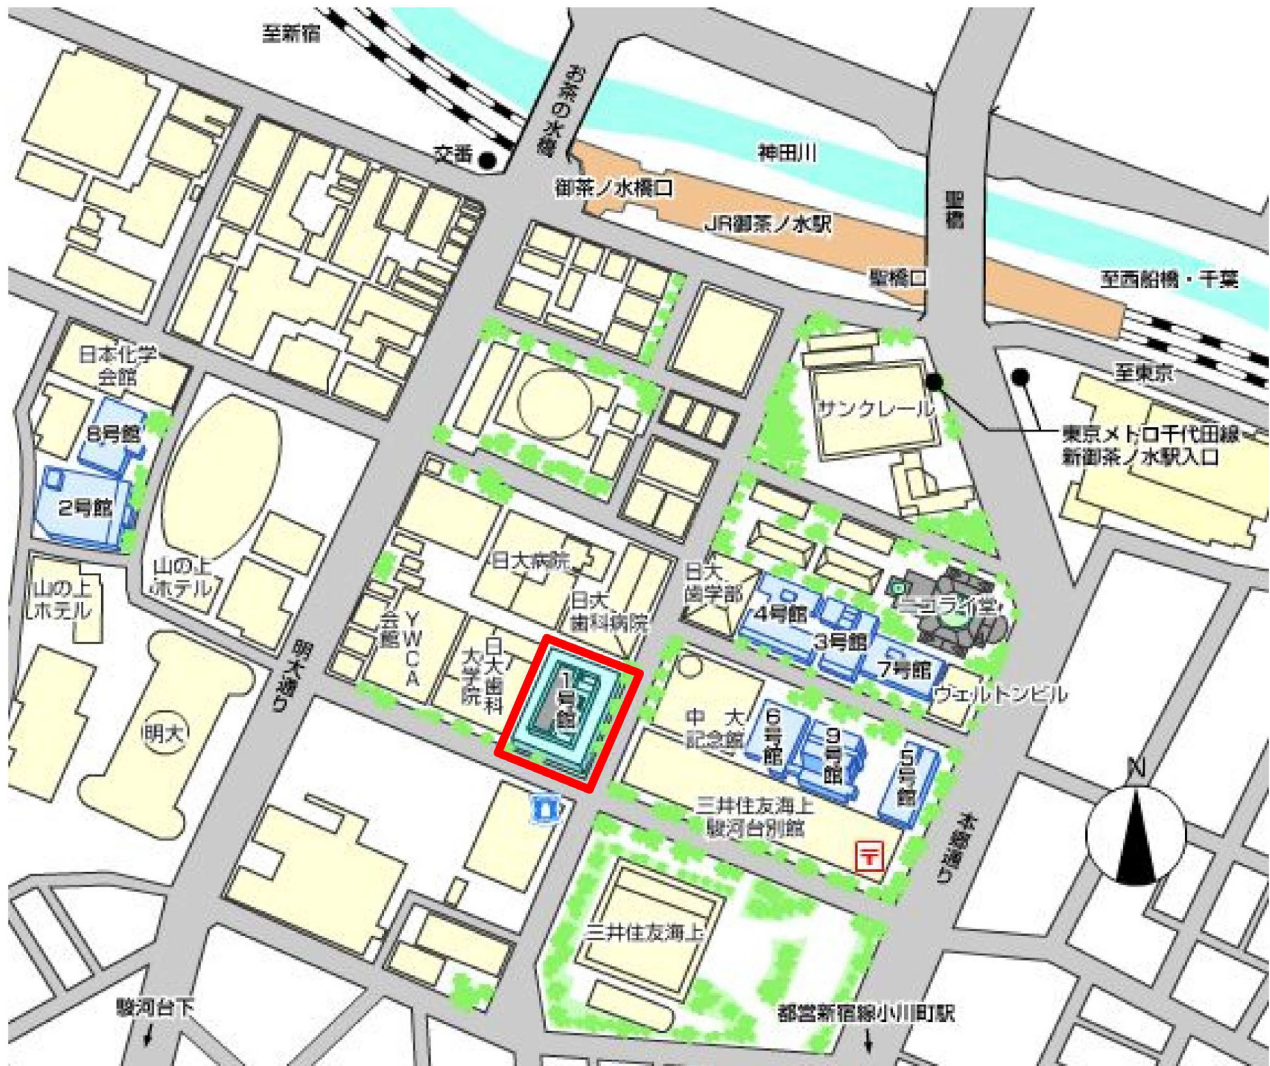 至新宿
お茶の水橋
交番
神田川
御茶ノ水橋口
JR御茶ノ水駅
聖橋
聖橋口
至西船橋・千葉
至東京
日本化学
会館
8号館
2号館
サンクレール
東京メトロ千代田線
新御茶ノ水駅入口
山の上
ホテル
山の上
ホテル
日大病院
日大
歯科病院
日大
歯学部
ニコライ堂
4号館
3号館
7号館
ヴェルトンビル
YWCA
会館
日大歯科
大学院
1号館
明大通り
明大
中大
記念館
6号館
9号館
5号館
三井住友海上
駿河台別館
〒
本郷通り
N
三井住友海上
駿河台下
都営新宿線小川町駅